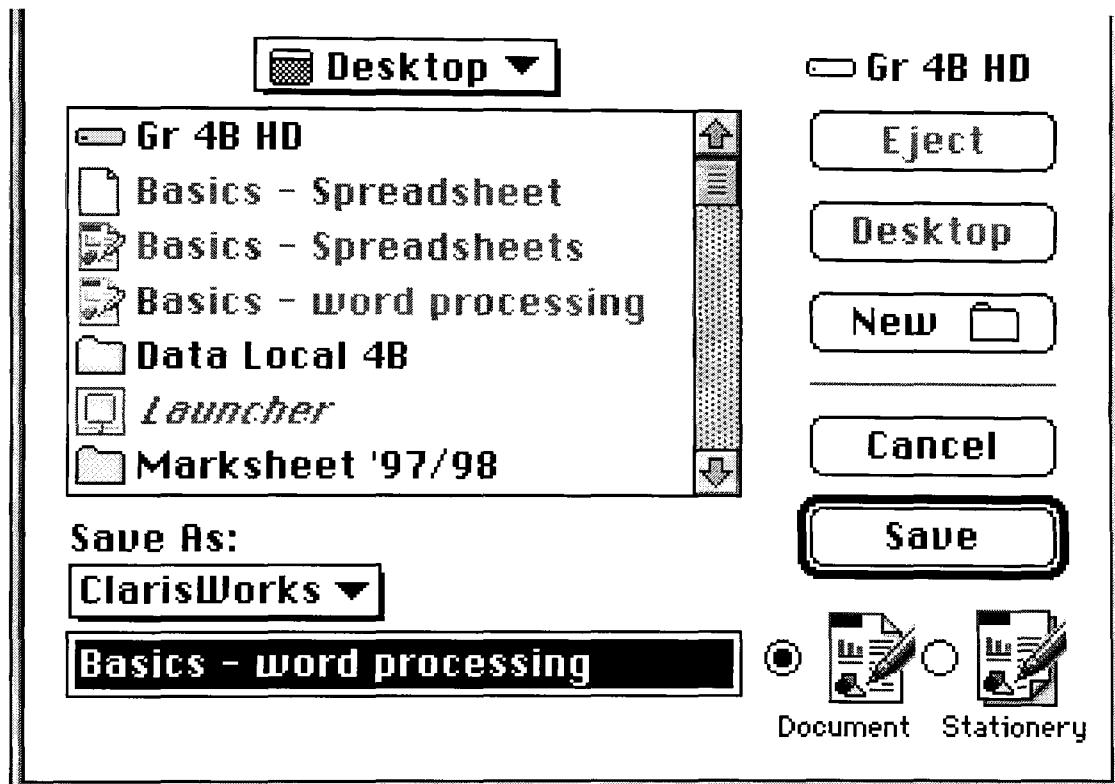 Desktop
Gr 4B HD
Basics - Spreadsheet
Basics - Spreadsheets
Basics - word processing
Data Local 4B
Launcher
Marksheet '97/98
Save As:
ClarisWorks
Basics - word processing
Gr 4B HD
Eject
Desktop
New
Cancel
Save
Document
Stationery